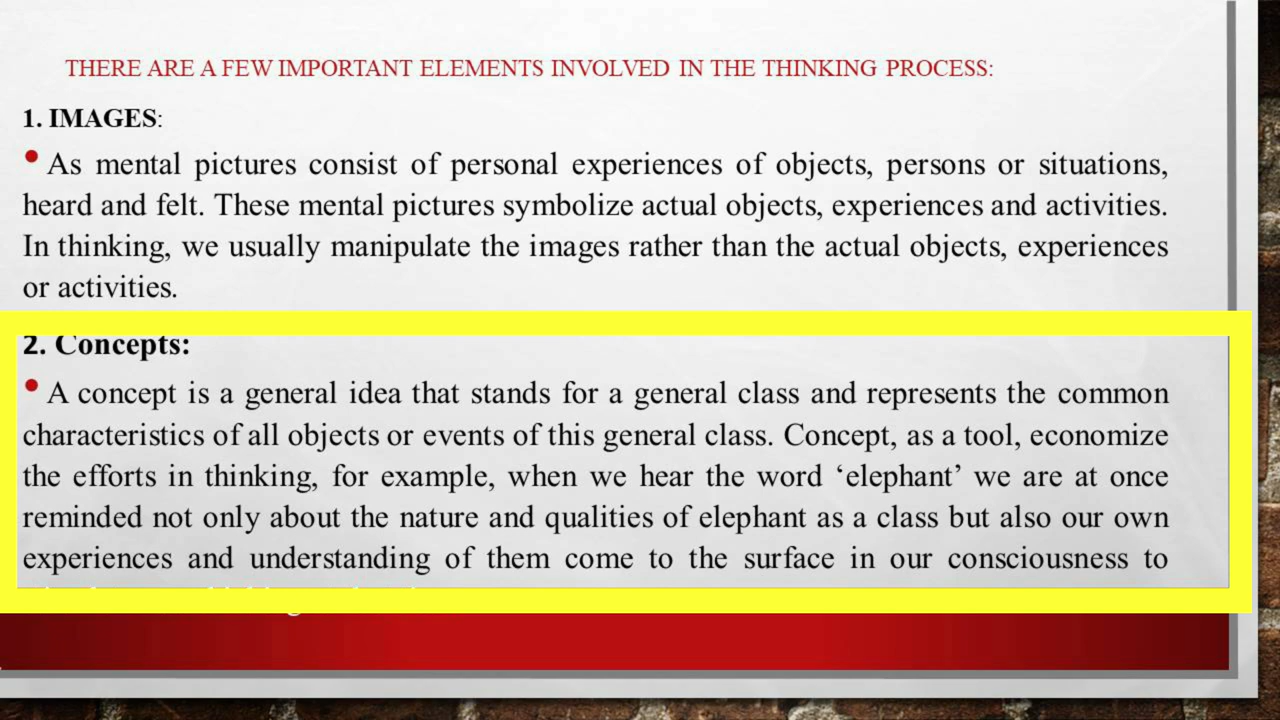 THERE ARE A FEW IMPORTANT ELEMENTS INVOLVED IN THE THINKING PROCESS:
1. IMAGES:
• As mental pictures consist of personal experiences of objects, persons or situations,
heard and felt. These mental pictures symbolize actual objects, experiences and activities.
In thinking, we usually manipulate the images rather than the actual objects, experiences
or activities.
2. Concepts:
• A concept is a general idea that stands for a general class and represents the common
characteristics of all objects or events of this general class. Concept, as a tool, economize
the efforts in thinking, for example, when we hear the word ‘elephant’ we are at once
reminded not only about the nature and qualities of elephant as a class but also our own
experiences and understanding of them come to the surface in our consciousness to